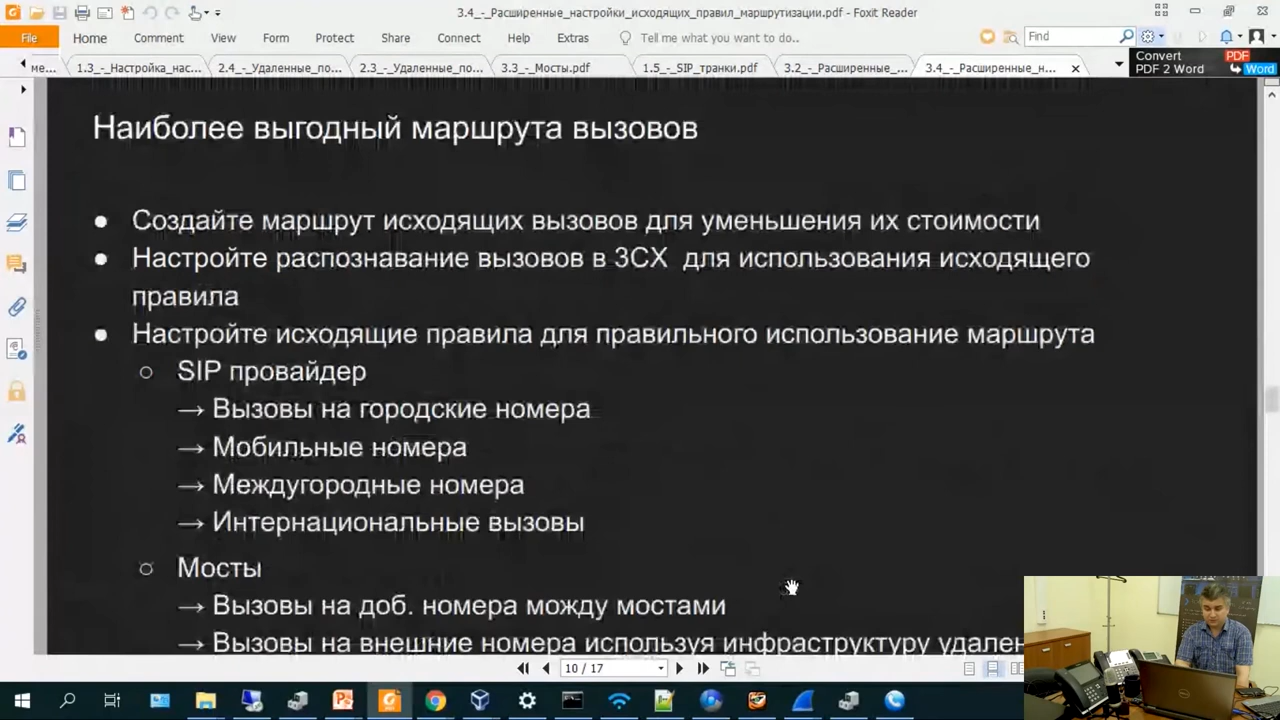 3.4_-_Расширенные_настройки_исходящих_правил_маршрутизации.pdf - Foxit Reader
File Home Comment View Form Protect Share Connect Help Extras Tell me what you want to do.. Find
ме... 1.3_-_Настройка_нас... 2.4_-_Удаленные_по... 2.3_-_Удаленные_по... 3.3_-_Мосты.pdf 1.5_-_SIP_транки.pdf 3.2_-_Расширенные_... 3.4_-_Расширенные_н...
Convert PDF
PDF 2 Word Word
Наиболее выгодный маршрута вызовов
● Создайте маршрут исходящих вызовов для уменьшения их стоимости
● Настройте распознавание вызовов в 3CX для использования исходящего
правила
● Настройте исходящие правила для правильного использование маршрута
○ SIP провайдер
→ Вызовы на городские номера
→ Мобильные номера
→ Междугородные номера
→ Интернациональные вызовы
○ Мосты
→ Вызовы на доб. номера можду мостами
→ Вызовы на внешние номера используя инфраструктуру удален
10 / 17